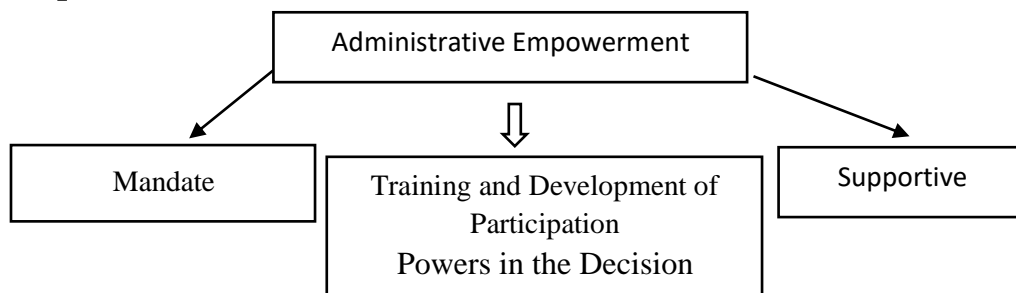 Administrative Empowerment
Mandate
Training and Development of
Participation
Powers in the Decision
Supportive